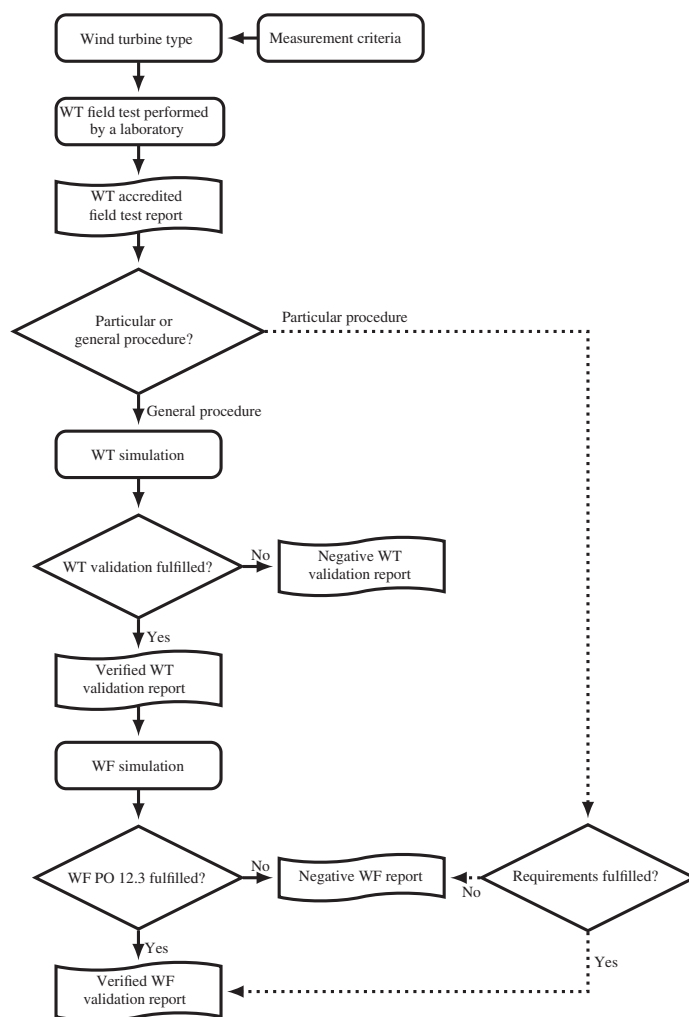 Wind turbine type
Measurement criteria
WT field test performed
by a laboratory
WT accredited
field test report
Particular or
general procedure?
Particular procedure
General procedure
WT simulation
WT validation fulfilled?
No
Negative WT
validation report
Yes
Verified WT
validation report
WF simulation
WF PO 12.3 fulfilled?
No
Negative WF report
No
Requirements fulfilled?
Yes
Yes
Verified WF
validation report